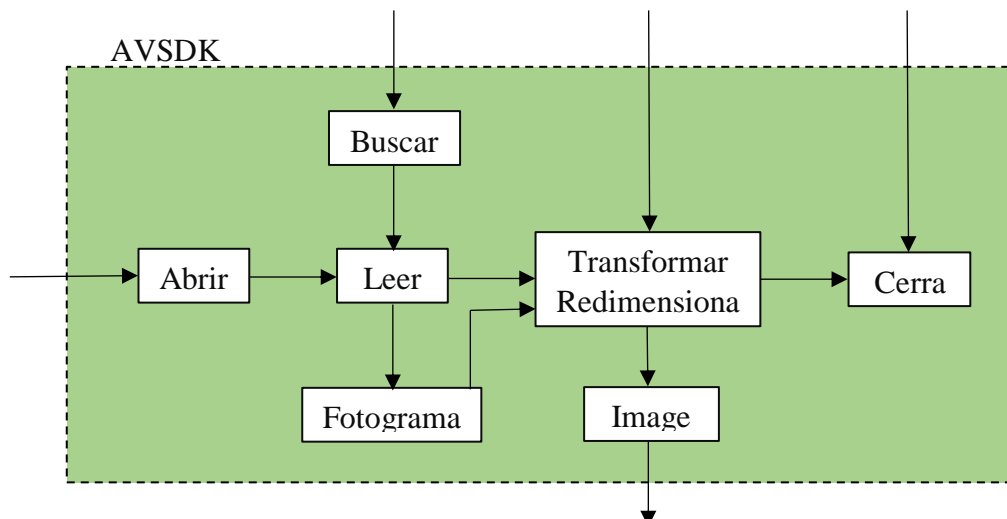 AVSDK
Buscar
Abrir
Leer
Transformar
Redimensiona
Cerra
Fotograma
Image